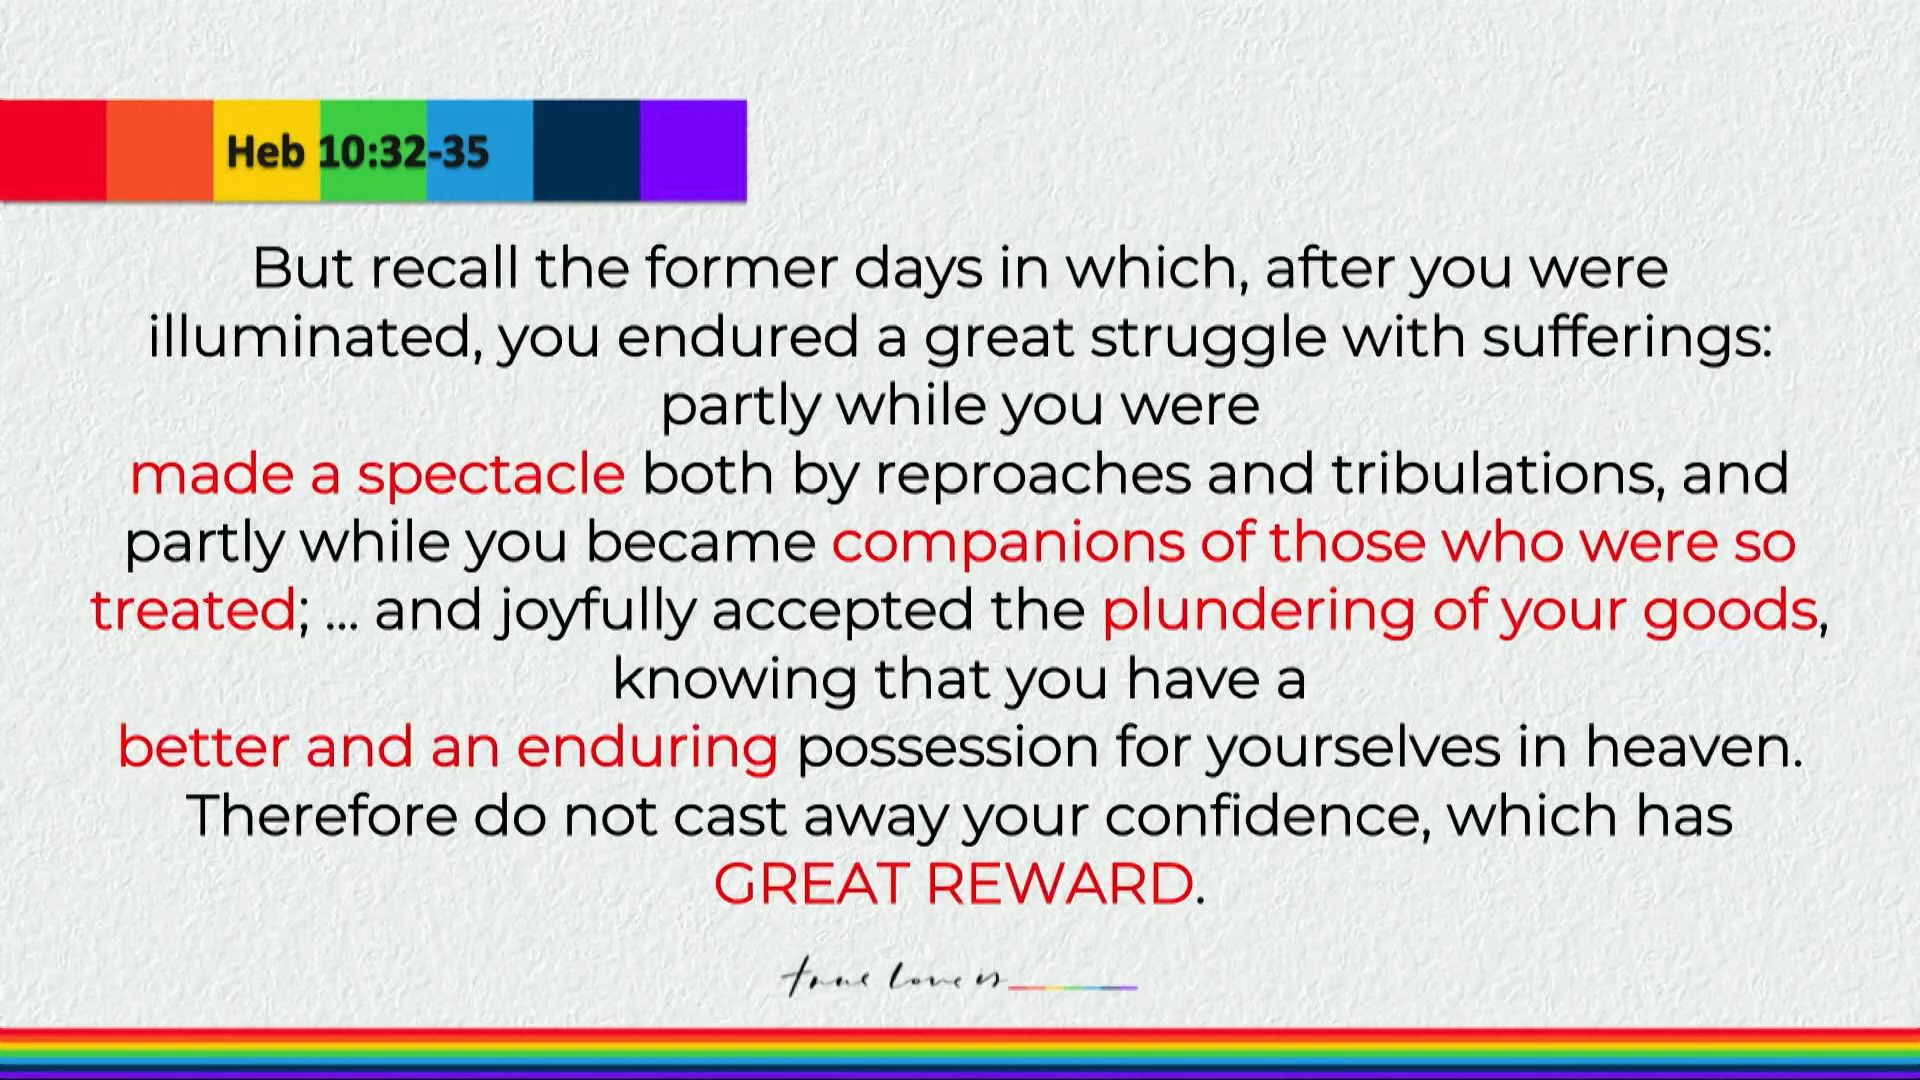 Heb 10:32-35
But recall the former days in which, after you were
illuminated, you endured a great struggle with sufferings:
partly while you were
made a spectacle both by reproaches and tribulations, and
partly while you became companions of those who were so
treated; ... and joyfully accepted the plundering of your goods,
knowing that you have a
better and an enduring possession for yourselves in heaven.
Therefore do not cast away your confidence, which has
GREAT REWARD.
true love is